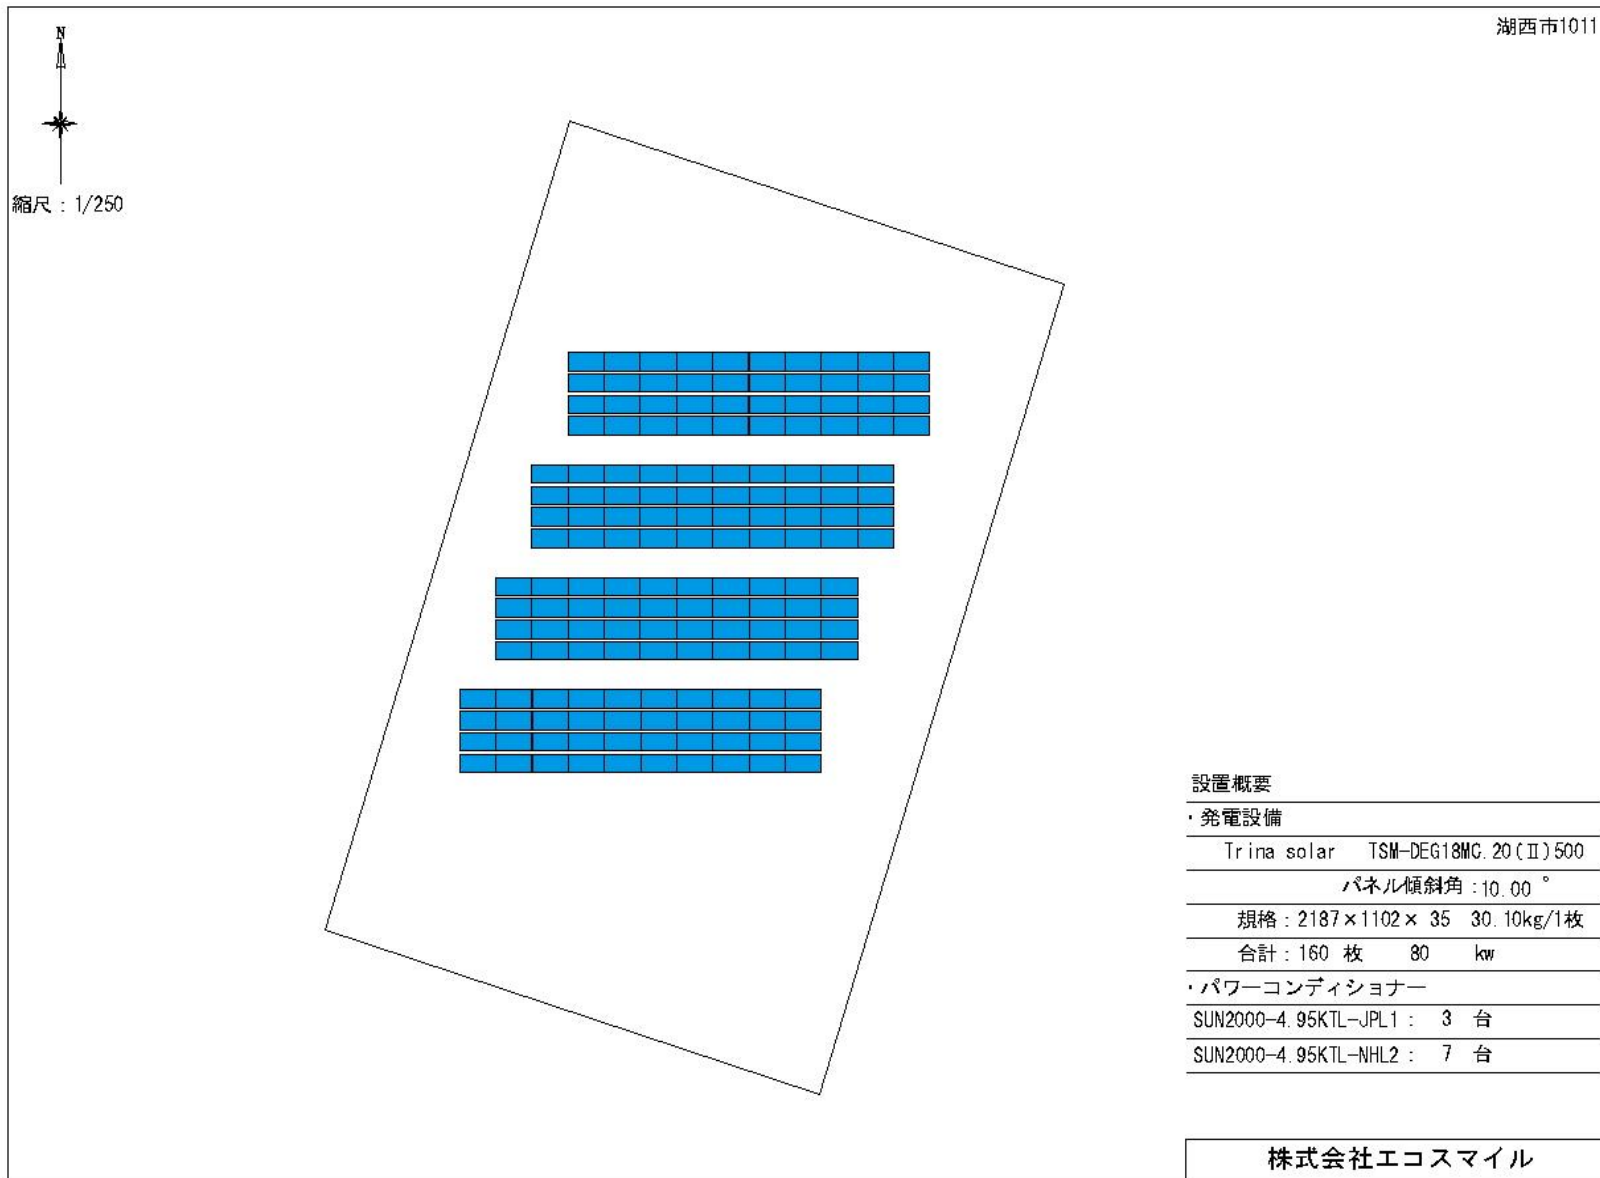 湖西市1011
N
縮尺：1/250
設置概要
・発電設備
Trina solar TSM-DEG18MC.20(Ⅱ)500
パネル傾斜角：10.00 °
規格：2187×1102× 35 30.10kg/1枚
合計：160 枚 80 kw
・パワーコンディショナー
SUN2000-4.95KTL-JPL1： 3 台
SUN2000-4.95KTL-NHL2： 7 台
株式会社エコスマイル